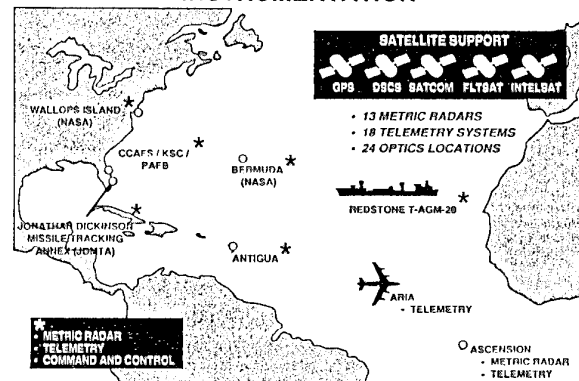 SATELLITE SUPPORT
GPS DSCS SATCOM FLTSAT INTELSAT
• 13 METRIC RADARS
• 18 TELEMETRY SYSTEMS
• 24 OPTICS LOCATIONS
WALLOPS ISLAND
(NASA)
CCAFS / KSC /
PAFB
BERMUDA
(NASA)
REDSTONE T-AGM-20
JONATHAN DICKINSON
MISSILE TRACKING
ANNEX (JDMTA)
ANTIGUA
ARIA
- TELEMETRY
* METRIC RADAR
• TELEMETRY
• COMMAND AND CONTROL
ASCENSION
• METRIC RADAR
• TELEMETRY